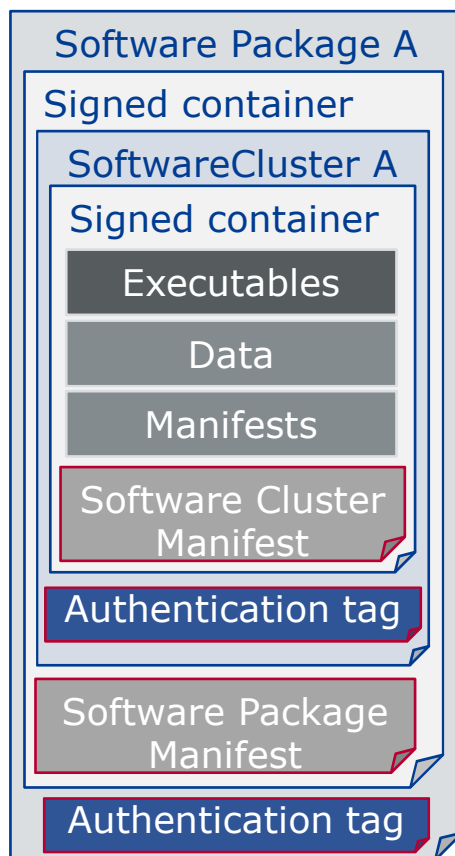 Software Package A
Signed container
SoftwareCluster A
Signed container
Executables
Data
Manifests
Software Cluster
Manifest
Authentication tag
Software Package
Manifest
Authentication tag